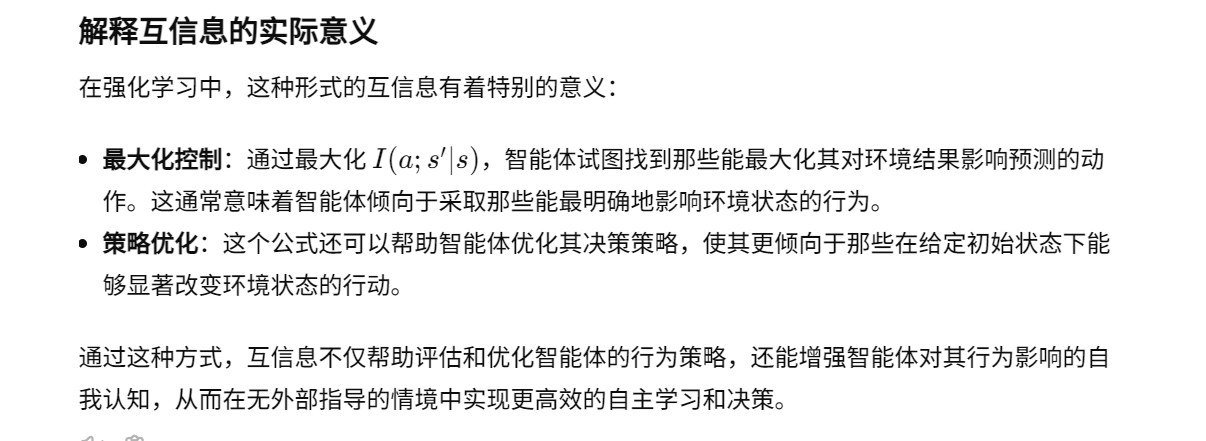 解释互信息的实际意义
在强化学习中，这种形式的互信息有着特别的意义：
• 最大化控制：通过最大化 I(a; s′|s)，智能体试图找到那些能最大化其对环境结果影响预测的动
作。这通常意味着智能体倾向于采取那些能最明确地影响环境状态的行为。
• 策略优化：这个公式还可以帮助智能体优化其决策策略，使其更倾向于那些在给定初始状态下能
够显著改变环境状态的行动。
通过这种方式，互信息不仅帮助评估和优化智能体的行为策略，还能增强智能体对其行为影响的自
我认知，从而在无外部指导的情境中实现更高效的自主学习和决策。